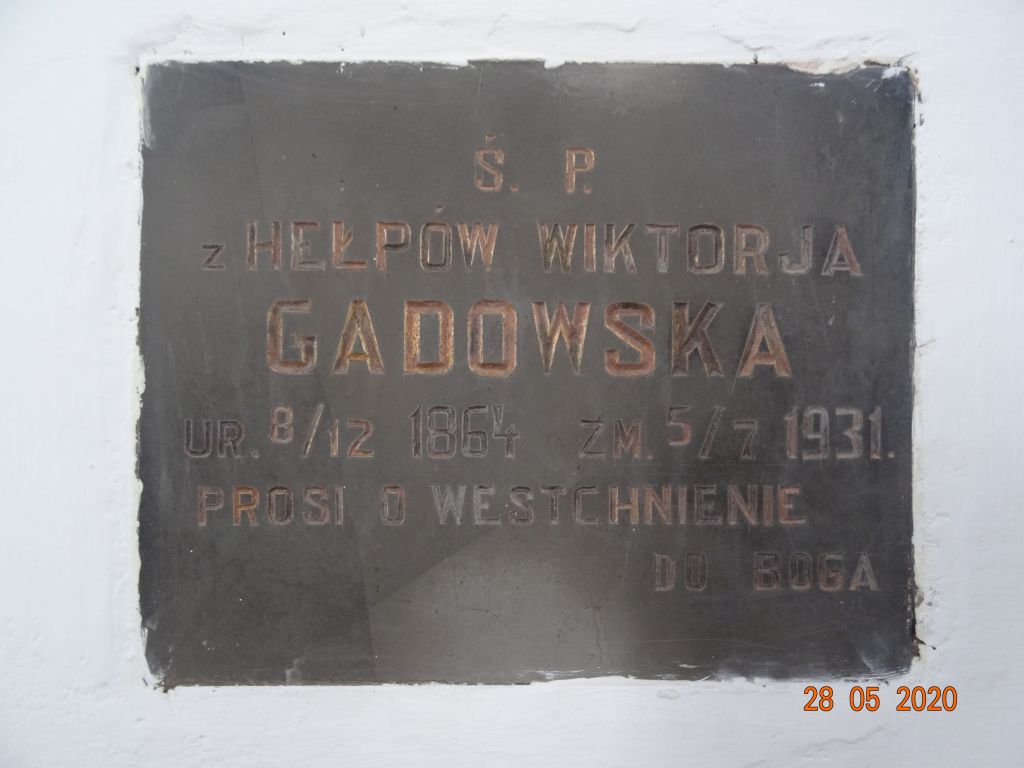 Ś. P.
z HEŁPÓW WIKTORJA
GADOWSKA
UR. 8/12 1864 ZM. 5/7 1931.
PROSI O WESTCHNIENIE
DO BOGA
28 05 2020